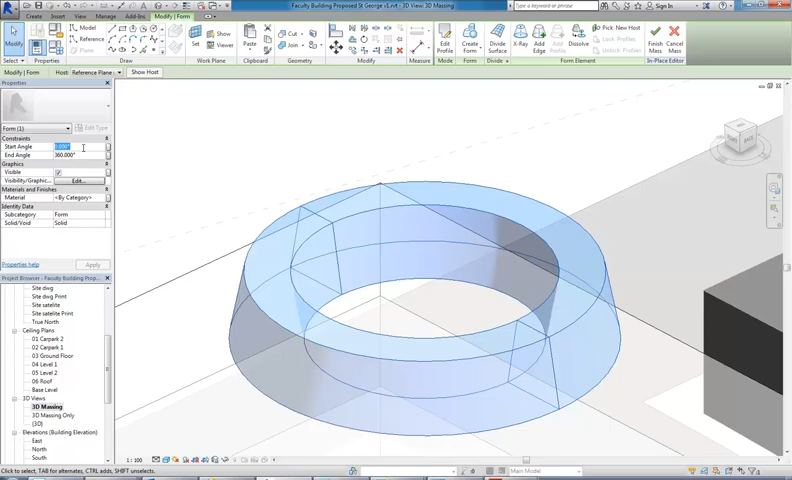 Faculty Building Proposed St George v1.rvt - 3D View: 3D Massing
Type a keyword or phrase
Sign In
Create Insert View Manage Add-Ins Modify | Form
Modify
Model
Reference
Set
Show
Viewer
Paste
Cut
Join
Edit Profile
Create Form
Divide Surface
X-Ray
Add Edge
Add Profile
Dissolve
Pick New Host
Lock Profiles
Unlock Profiles
Finish Mass
Cancel Mass
Properties Draw Work Plane Clipboard Geometry Modify Measure Form Divide Form Element In-Place Editor
Modify | Form Host: Reference Plane Show Host
Properties
Form (1) Edit Type
Constraints
Start Angle 0.000°
End Angle 360.000°
Graphics
Visible
Visibility/Graphic... Edit...
Materials and Finishes
Material <By Category>
Identity Data
Subcategory Form
Solid/Void Solid
Properties help Apply
Project Browser - Faculty Building Propos...
Site dwg
Site dwg Print
Site satelite
Site satelite Print
True North
Ceiling Plans
01 Carpark 2
02 Carpark 1
03 Ground Floor
04 Level 1
05 Level 2
06 Roof
Base Level
3D Views
3D Massing
3D Massing Only
{3D}
Elevations (Building Elevation)
East
North
South
1 : 100
Click to select, TAB for alternates, CTRL adds, SHIFT unselects.
:0
Main Model
:1